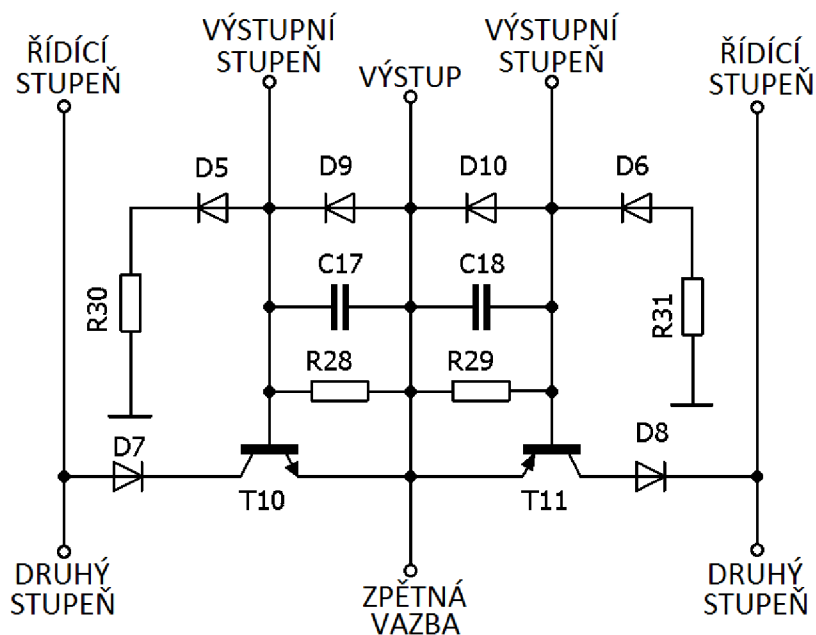 ŘÍDÍCÍ
STUPEŇ
VÝSTUPNÍ
STUPEŇ
VÝSTUP
VÝSTUPNÍ
STUPEŇ
ŘÍDÍCÍ
STUPEŇ
D5
D9
D10
D6
C17
C18
R30
R31
R28
R29
D7
D8
T10
T11
DRUHÝ
STUPEŇ
ZPĚTNÁ
VAZBA
DRUHÝ
STUPEŇ